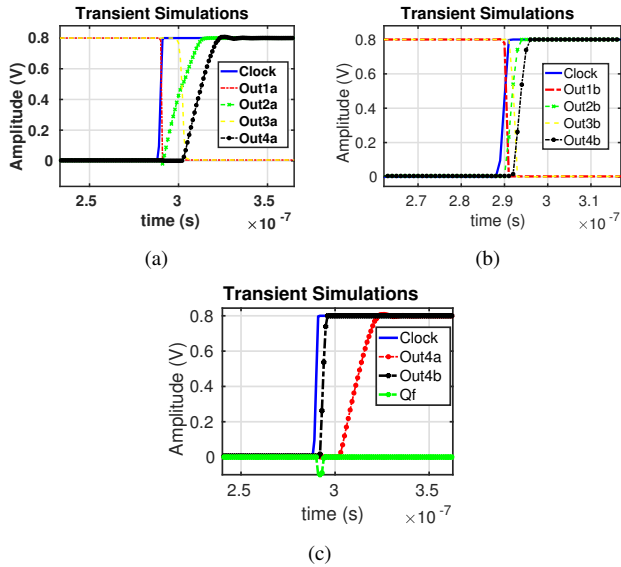 Transient Simulations
Amplitude (V)
0.8
0.6
0.4
0.2
0
Clock
Out1a
Out2a
Out3a
Out4a
2.5 3 3.5
time (s)
×10⁻⁷
(a)
Transient Simulations
Amplitude (V)
0.8
0.6
0.4
0.2
0
Clock
Out1b
Out2b
Out3b
Out4b
2.7 2.8 2.9 3 3.1
time (s)
×10⁻⁷
(b)
Transient Simulations
Amplitude (V)
0.8
0.6
0.4
0.2
0
Clock
Out4a
Out4b
Qf
2.5 3 3.5
time (s)
×10⁻⁷
(c)